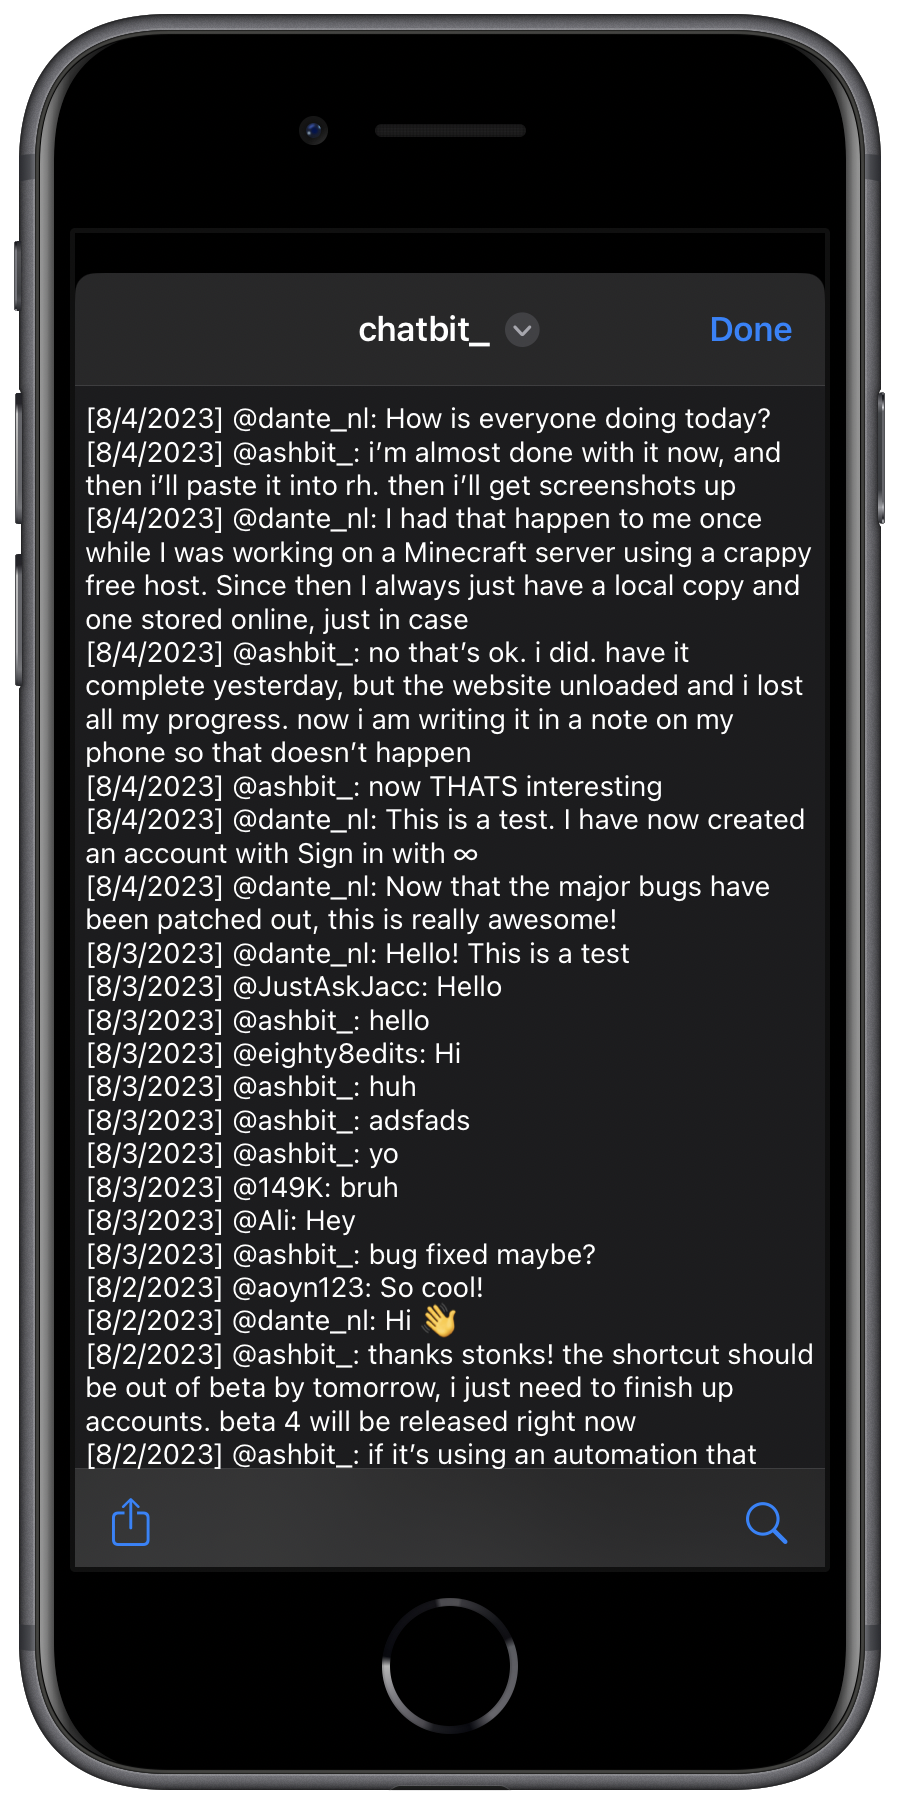 chatbit_
Done
[8/4/2023] @dante_nl: How is everyone doing today?
[8/4/2023] @ashbit_: i’m almost done with it now, and
then i’ll paste it into rh. then i’ll get screenshots up
[8/4/2023] @dante_nl: I had that happen to me once
while I was working on a Minecraft server using a crappy
free host. Since then I always just have a local copy and
one stored online, just in case
[8/4/2023] @ashbit_: no that’s ok. i did. have it
complete yesterday, but the website unloaded and i lost
all my progress. now i am writing it in a note on my
phone so that doesn’t happen
[8/4/2023] @ashbit_: now THATS interesting
[8/4/2023] @dante_nl: This is a test. I have now created
an account with Sign in with ∞
[8/4/2023] @dante_nl: Now that the major bugs have
been patched out, this is really awesome!
[8/3/2023] @dante_nl: Hello! This is a test
[8/3/2023] @JustAskJacc: Hello
[8/3/2023] @ashbit_: hello
[8/3/2023] @eighty8edits: Hi
[8/3/2023] @ashbit_: huh
[8/3/2023] @ashbit_: adsfads
[8/3/2023] @ashbit_: yo
[8/3/2023] @149K: bruh
[8/3/2023] @Ali: Hey
[8/3/2023] @ashbit_: bug fixed maybe?
[8/2/2023] @aoyn123: So cool!
[8/2/2023] @dante_nl: Hi 👋
[8/2/2023] @ashbit_: thanks stonks! the shortcut should
be out of beta by tomorrow, i just need to finish up
accounts. beta 4 will be released right now
[8/2/2023] @ashbit_: if it’s using an automation that